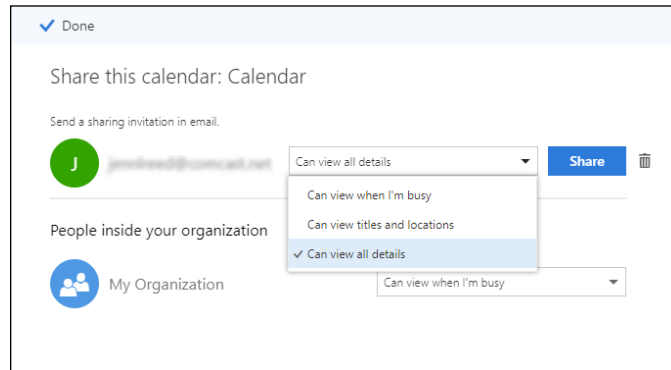 Done
Share this calendar: Calendar
Send a sharing invitation in email.
J
Can view all details
Share
Can view when I'm busy
Can view titles and locations
Can view all details
People inside your organization
My Organization
Can view when I'm busy